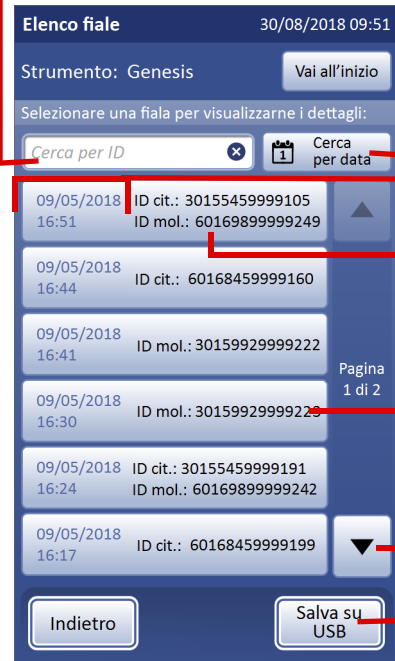 Elenco fiale 30/08/2018 09:51
Strumento: Genesis Vai all'inizio
Selezionare una fiala per visualizzarne i dettagli:
Cerca per ID
1
Cerca
per data
09/05/2018 ID cit.: 30155459999105
16:51 ID mol.: 60169899999249
09/05/2018
16:44
ID cit.: 60168459999160
09/05/2018
16:41
ID mol.: 30159929999222
Pagina
1 di 2
09/05/2018
16:30
ID mol.: 30159929999223
09/05/2018 ID cit.: 30155459999191
16:24 ID mol.: 60169899999242
09/05/2018
16:17
ID cit.: 60168459999199
Indietro
Salva su
USB